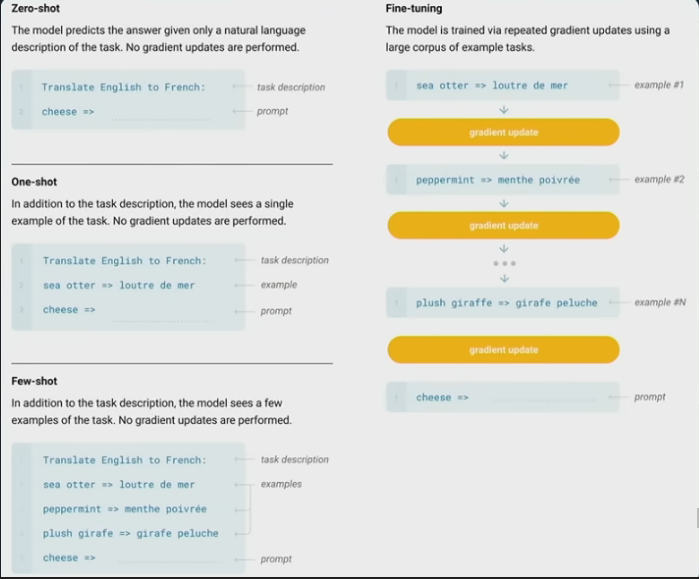 Zero-shot
The model predicts the answer given only a natural language
description of the task. No gradient updates are performed.
1 Translate English to French: task description
2 cheese => prompt
One-shot
In addition to the task description, the model sees a single
example of the task. No gradient updates are performed.
1 Translate English to French: task description
2 sea otter => loutre de mer example
3 cheese => prompt
Few-shot
In addition to the task description, the model sees a few
examples of the task. No gradient updates are performed.
Translate English to French: task description
sea otter => loutre de mer examples
peppermint => menthe poivrée
plush girafe => girafe peluche
cheese => prompt
Fine-tuning
The model is trained via repeated gradient updates using a
large corpus of example tasks.
1 sea otter => loutre de mer example #1
gradient update
1 peppermint => menthe poivrée example #2
gradient update
•••
1 plush giraffe => girafe peluche example #N
gradient update
1 cheese => prompt